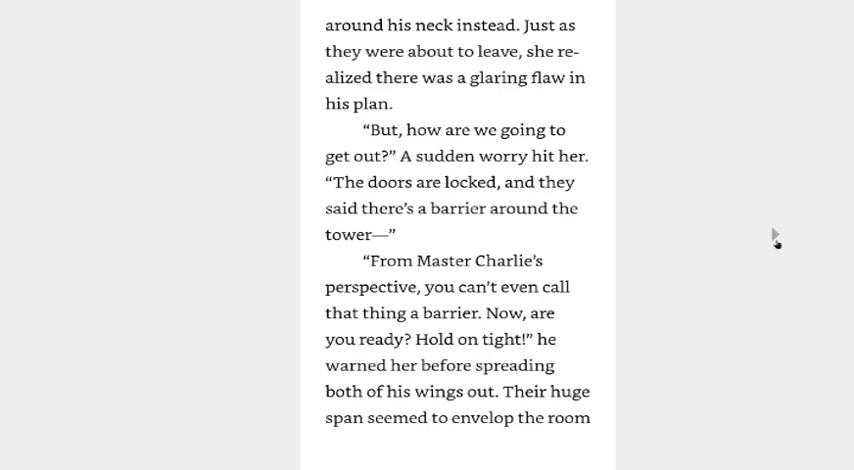 around his neck instead. Just as
they were about to leave, she re-
alized there was a glaring flaw in
his plan.
“But, how are we going to
get out?” A sudden worry hit her.
“The doors are locked, and they
said there’s a barrier around the
tower—”
“From Master Charlie’s
perspective, you can’t even call
that thing a barrier. Now, are
you ready? Hold on tight!” he
warned her before spreading
both of his wings out. Their huge
span seemed to envelop the room